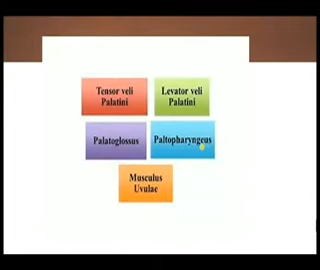 Tensor veli
Palatini
Levator veli
Palatini
Palatoglossus
Paltopharyngeus
Musculus
Uvulae